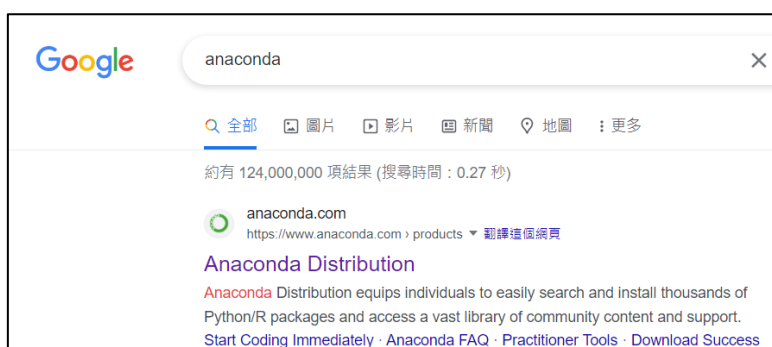 Google
anaconda
全部 圖片 影片 新聞 地圖 更多
約有 124,000,000 項結果 (搜尋時間：0.27 秒)
anaconda.com
https://www.anaconda.com › products 翻譯這個網頁
Anaconda Distribution
Anaconda Distribution equips individuals to easily search and install thousands of
Python/R packages and access a vast library of community content and support.
Start Coding Immediately · Anaconda FAQ · Practitioner Tools · Download Success